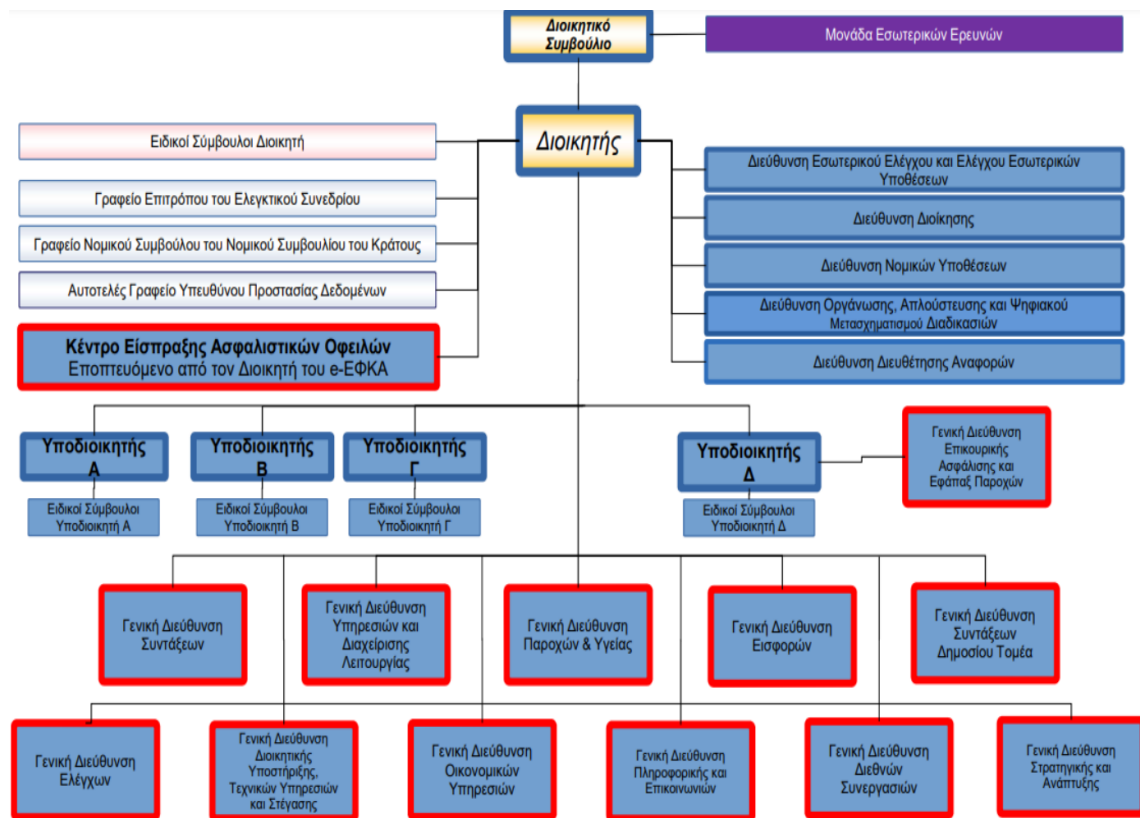 Διοικητικό
Συμβούλιο
Μονάδα Εσωτερικών Ερευνών
Διοικητής
Ειδικοί Σύμβουλοι Διοικητή
Γραφείο Επιτρόπου του Ελεγκτικού Συνεδρίου
Γραφείο Νομικού Συμβούλου του Νομικού Συμβουλίου του Κράτους
Αυτοτελές Γραφείο Υπευθύνου Προστασίας Δεδομένων
Κέντρο Είσπραξης Ασφαλιστικών Οφειλών
Εποπτευόμενο από τον Διοικητή του e-ΕΦΚΑ
Διεύθυνση Εσωτερικού Ελέγχου και Ελέγχου Εσωτερικών
Υποθέσεων
Διεύθυνση Διοίκησης
Διεύθυνση Νομικών Υποθέσεων
Διεύθυνση Οργάνωσης, Απλούστευσης και Ψηφιακού
Μετασχηματισμού Διαδικασιών
Διεύθυνση Διευθέτησης Αναφορών
Υποδιοικητής
Α
Ειδικοί Σύμβουλοι
Υποδιοικητή Α
Υποδιοικητής
Β
Ειδικοί Σύμβουλοι
Υποδιοικητή Β
Υποδιοικητής
Γ
Ειδικοί Σύμβουλοι
Υποδιοικητή Γ
Υποδιοικητής
Δ
Ειδικοί Σύμβουλοι
Υποδιοικητή Δ
Γενική Διεύθυνση
Επικουρικής
Ασφάλισης και
Εφάπαξ Παροχών
Γενική Διεύθυνση
Συντάξεων
Γενική Διεύθυνση
Υπηρεσιών και
Διαχείρισης
Λειτουργίας
Γενική Διεύθυνση
Παροχών & Υγείας
Γενική Διεύθυνση
Εισφορών
Γενική Διεύθυνση
Συντάξεων
Δημοσίου Τομέα
Γενική Διεύθυνση
Ελέγχων
Γενική Διεύθυνση
Διοικητικής
Υποστήριξης,
Τεχνικών Υπηρεσιών
και Στέγασης
Γενική Διεύθυνση
Οικονομικών
Υπηρεσιών
Γενική Διεύθυνση
Πληροφορικής και
Επικοινωνιών
Γενική Διεύθυνση
Διεθνών
Συνεργασιών
Γενική Διεύθυνση
Στρατηγικής και
Ανάπτυξης